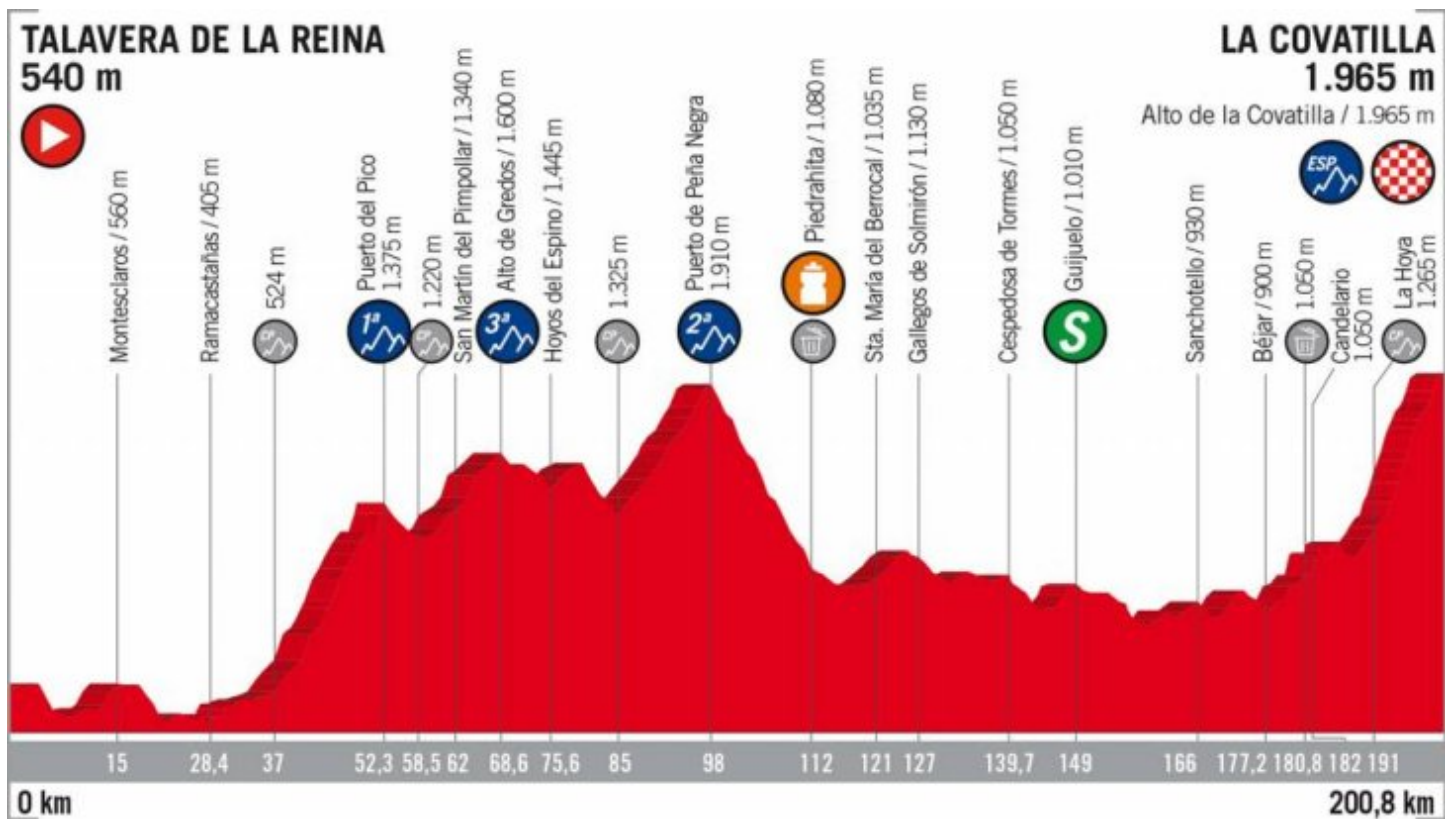 TALAVERA DE LA REINA
540 m
LA COVATILLA
1.965 m
Alto de la Covatilla / 1.965 m
ESP
Montesclaros / 560 m
Ramacastañas / 405 m
524 m
CP
Puerto del Pico
1.375 m
1ª
1.220 m
CP
San Martín del Pimpollar / 1.340 m
Alto de Gredos / 1.600 m
3ª
Hoyos del Espino / 1.445 m
1.325 m
CP
Puerto de Peña Negra
1.910 m
2ª
Piedrahíta / 1.080 m
Sta. María del Berrocal / 1.035 m
Gallegos de Solmirón / 1.130 m
Cespedosa de Tormes / 1.050 m
Guijuelo / 1.010 m
S
Sanchotello / 930 m
Béjar / 900 m
1.050 m
Candelario
1.050 m
La Hoya
1.265 m
CP
15 28,4 37 52,3 58,5 62 68,6 75,6 85 98 112 121 127 139,7 149 166 177,2 180,8 182 191
0 km
200,8 km